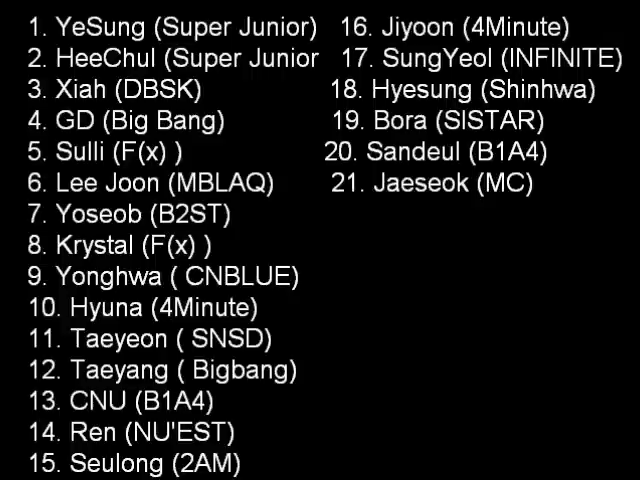 1. YeSung (Super Junior)
2. HeeChul (Super Junior
3. Xiah (DBSK)
4. GD (Big Bang)
5. Sulli (F(x) )
6. Lee Joon (MBLAQ)
7. Yoseob (B2ST)
8. Krystal (F(x) )
9. Yonghwa ( CNBLUE)
10. Hyuna (4Minute)
11. Taeyeon ( SNSD)
12. Taeyang ( Bigbang)
13. CNU (B1A4)
14. Ren (NU'EST)
15. Seulong (2AM)
16. Jiyoon (4Minute)
17. SungYeol (INFINITE)
18. Hyesung (Shinhwa)
19. Bora (SISTAR)
20. Sandeul (B1A4)
21. Jaeseok (MC)